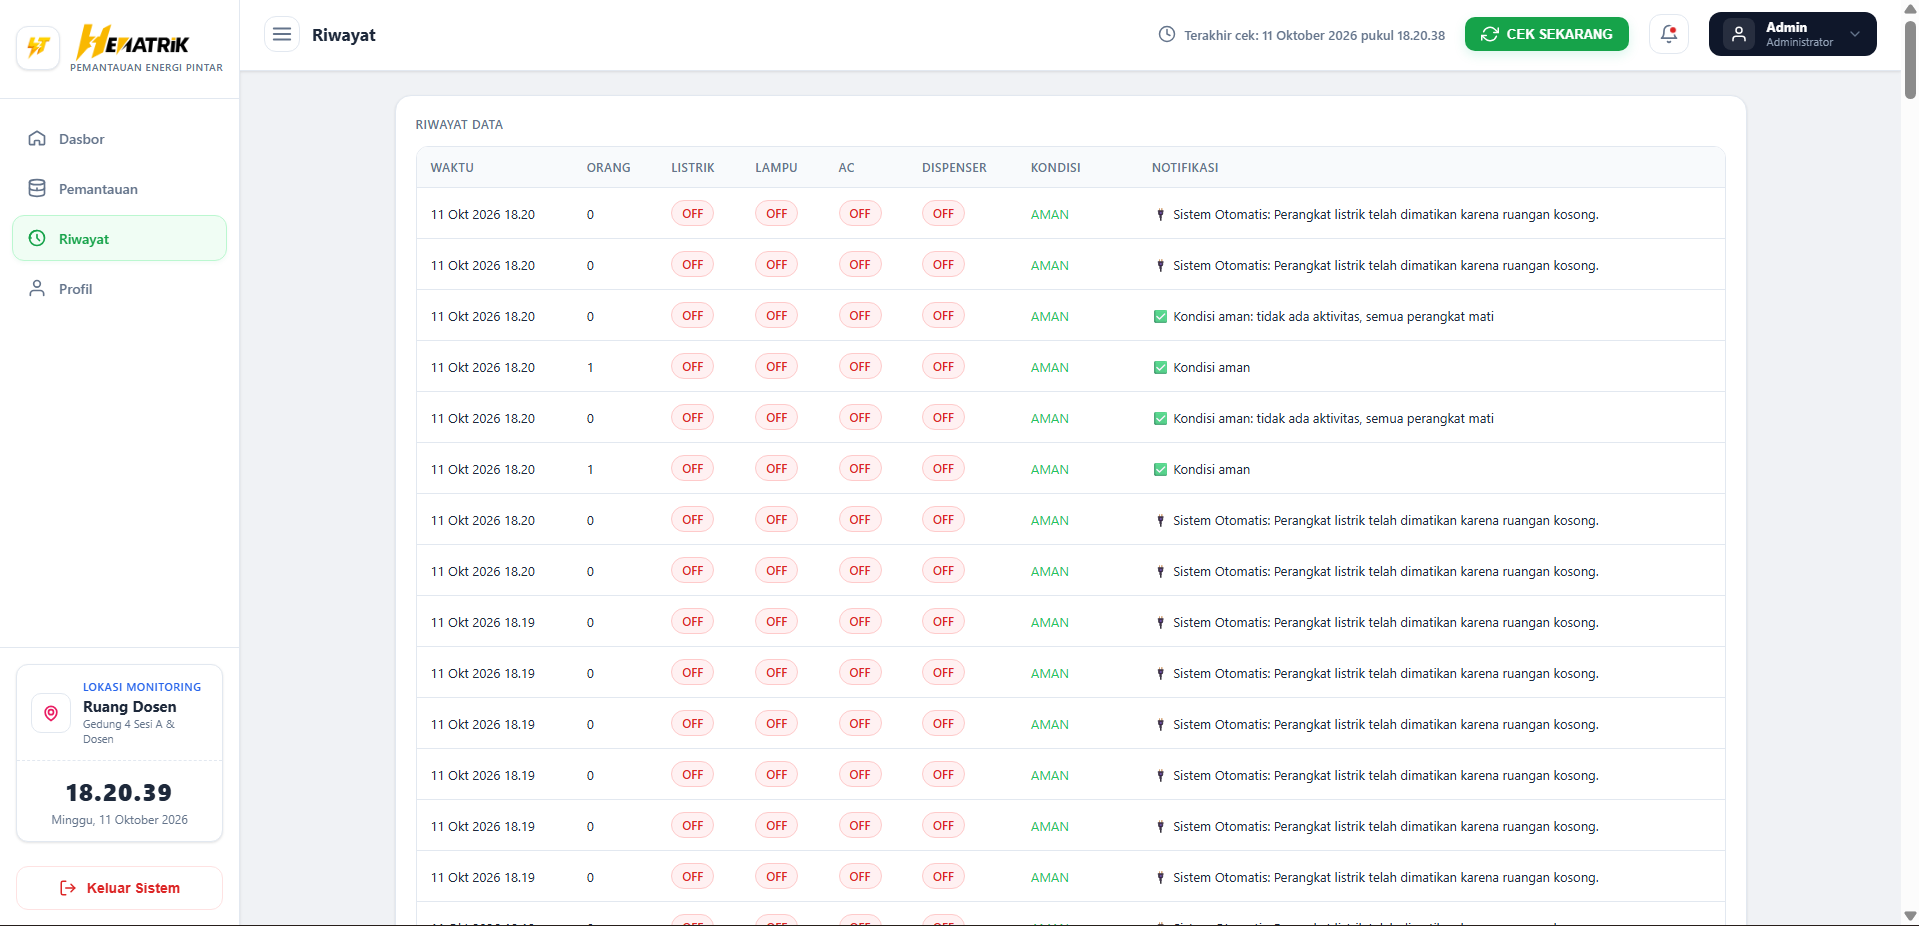 HEMATRIK
PEMANTAUAN ENERGI PINTAR
Riwayat
Terakhir cek: 11 Oktober 2026 pukul 18.20.38
CEK SEKARANG
Admin
Administrator
Dasbor
Pemantauan
Riwayat
Profil
LOKASI MONITORING
Ruang Dosen
Gedung 4 Sesi A &
Dosen
18.20.39
Minggu, 11 Oktober 2026
Keluar Sistem
RIWAYAT DATA
WAKTU ORANG LISTRIK LAMPU AC DISPENSER KONDISI NOTIFIKASI
11 Okt 2026 18.20 0 OFF OFF OFF OFF AMAN Sistem Otomatis: Perangkat listrik telah dimatikan karena ruangan kosong.
11 Okt 2026 18.20 0 OFF OFF OFF OFF AMAN Sistem Otomatis: Perangkat listrik telah dimatikan karena ruangan kosong.
11 Okt 2026 18.20 0 OFF OFF OFF OFF AMAN ✅ Kondisi aman: tidak ada aktivitas, semua perangkat mati
11 Okt 2026 18.20 1 OFF OFF OFF OFF AMAN ✅ Kondisi aman
11 Okt 2026 18.20 0 OFF OFF OFF OFF AMAN ✅ Kondisi aman: tidak ada aktivitas, semua perangkat mati
11 Okt 2026 18.20 1 OFF OFF OFF OFF AMAN ✅ Kondisi aman
11 Okt 2026 18.20 0 OFF OFF OFF OFF AMAN Sistem Otomatis: Perangkat listrik telah dimatikan karena ruangan kosong.
11 Okt 2026 18.20 0 OFF OFF OFF OFF AMAN Sistem Otomatis: Perangkat listrik telah dimatikan karena ruangan kosong.
11 Okt 2026 18.19 0 OFF OFF OFF OFF AMAN Sistem Otomatis: Perangkat listrik telah dimatikan karena ruangan kosong.
11 Okt 2026 18.19 0 OFF OFF OFF OFF AMAN Sistem Otomatis: Perangkat listrik telah dimatikan karena ruangan kosong.
11 Okt 2026 18.19 0 OFF OFF OFF OFF AMAN Sistem Otomatis: Perangkat listrik telah dimatikan karena ruangan kosong.
11 Okt 2026 18.19 0 OFF OFF OFF OFF AMAN Sistem Otomatis: Perangkat listrik telah dimatikan karena ruangan kosong.
11 Okt 2026 18.19 0 OFF OFF OFF OFF AMAN Sistem Otomatis: Perangkat listrik telah dimatikan karena ruangan kosong.
11 Okt 2026 18.19 0 OFF OFF OFF OFF AMAN Sistem Otomatis: Perangkat listrik telah dimatikan karena ruangan kosong.